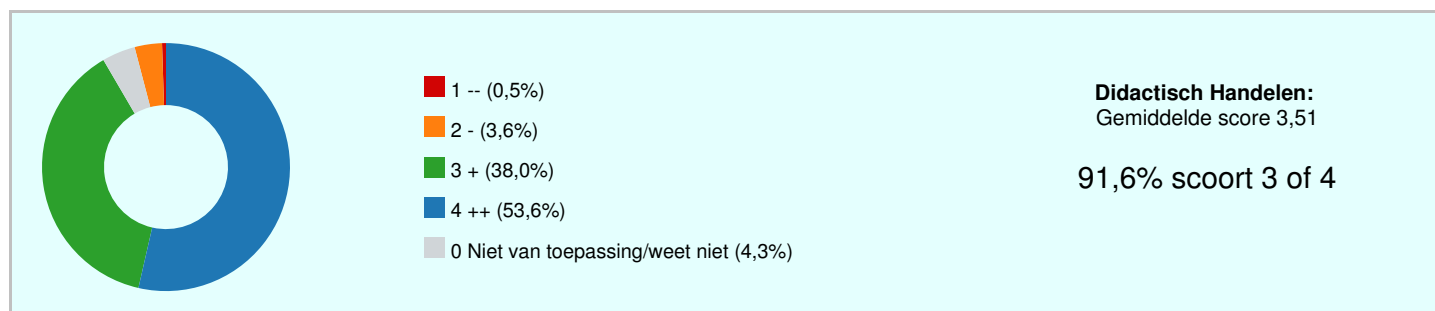 1 -- (0,5%)
2 - (3,6%)
3 + (38,0%)
4 ++ (53,6%)
0 Niet van toepassing/weet niet (4,3%)
Didactisch Handelen:
Gemiddelde score 3,51
91,6% scoort 3 of 4